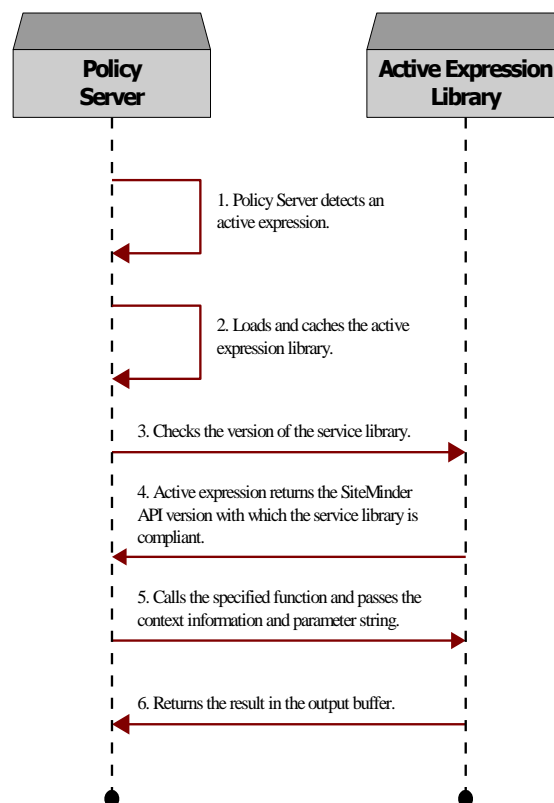 Policy
Server
Active Expression
Library
1. Policy Server detects an
active expression.
2. Loads and caches the active
expression library.
3. Checks the version of the service library.
4. Active expression returns the SiteMinder
API version with which the service library is
compliant.
5. Calls the specified function and passes the
context information and parameter string.
6. Returns the result in the output buffer.